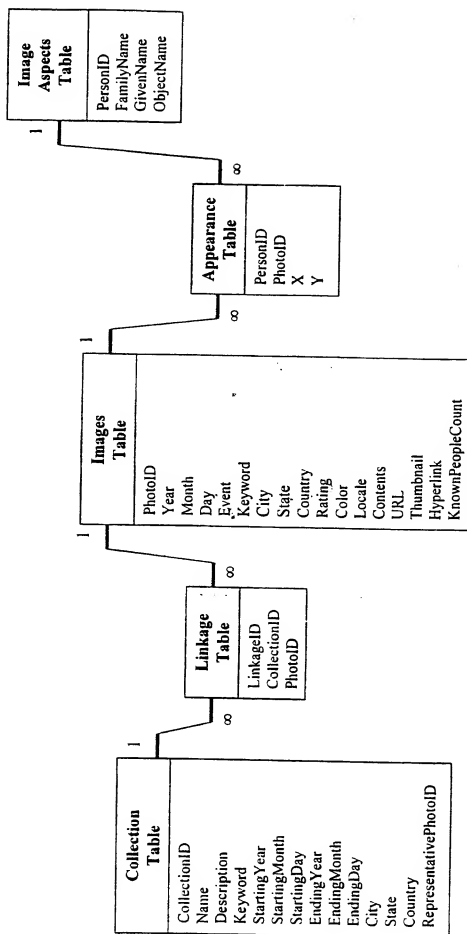 Collection
Table
CollectionID
Name
Description
Keyword
StartingYear
StartingMonth
StartingDay
EndingYear
EndingMonth
EndingDay
City
State
Country
RepresentativePhotoID
1
∞
Linkage
Table
LinkageID
CollectionID
PhotoID
∞
1
Images
Table
PhotoID
Year
Month
Day
Event
Keyword
City
State
Country
Rating
Color
Locale
Contents
URL
Thumbnail
Hyperlink
KnownPeopleCount
1
∞
Appearance
Table
PersonID
PhotoID
X
Y
∞
1
Image
Aspects
Table
PersonID
FamilyName
GivenName
ObjectName